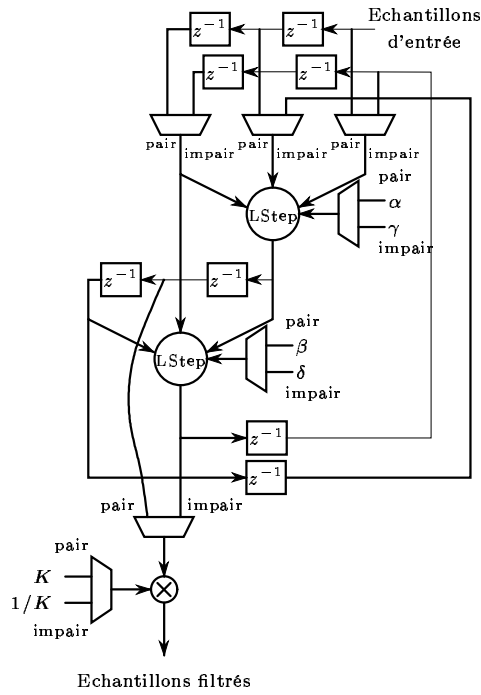 Echantillons
d'entrée
z⁻¹ z⁻¹
z⁻¹ z⁻¹
pair impair pair impair pair impair
pair
LStep
α
γ
impair
z⁻¹ z⁻¹
pair
LStep
β
δ
impair
z⁻¹
z⁻¹
pair impair
pair
K
1/K
impair
Echantillons filtrés